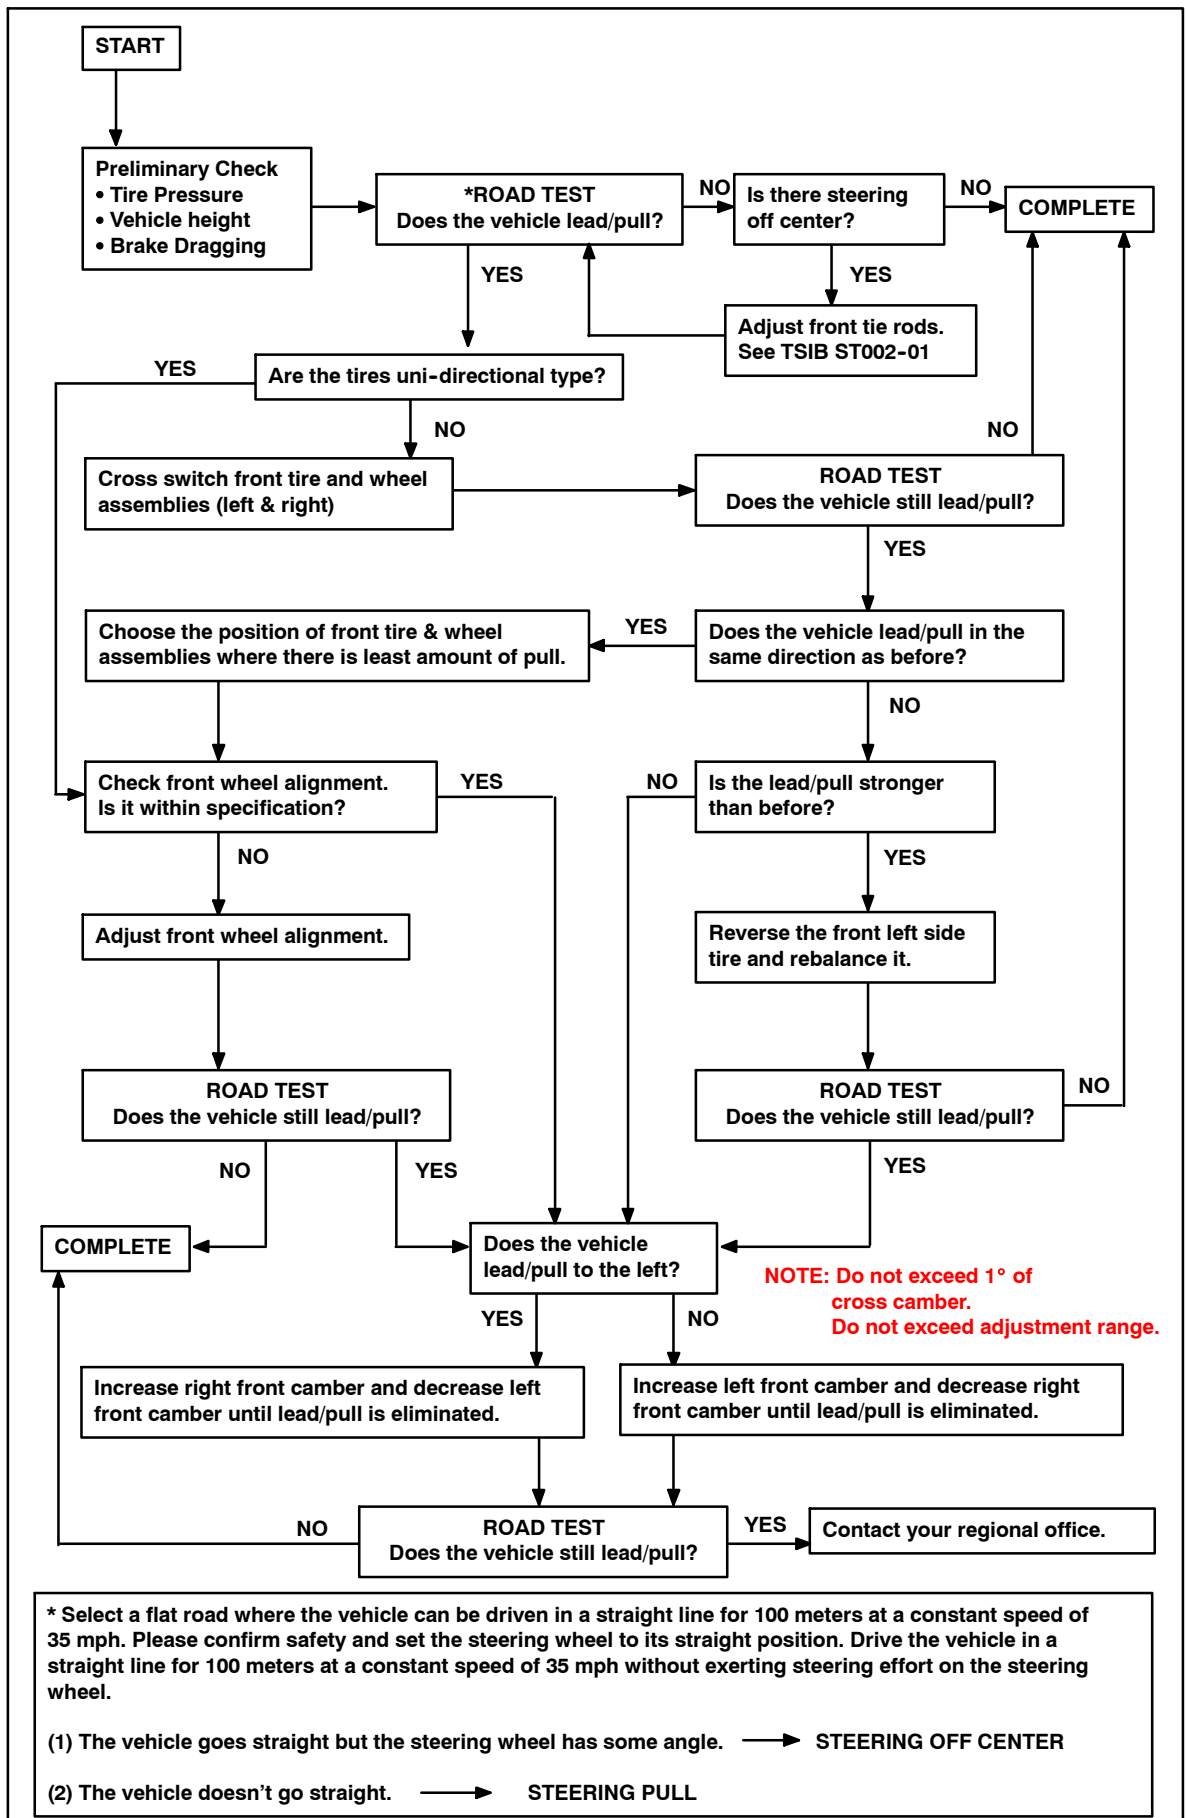 START
Preliminary Check
• Tire Pressure
• Vehicle height
• Brake Dragging
*ROAD TEST
Does the vehicle lead/pull?
NO
Is there steering
off center?
NO
COMPLETE
YES
YES
Adjust front tie rods.
See TSIB ST002-01
YES
Are the tires uni-directional type?
NO
NO
Cross switch front tire and wheel
assemblies (left & right)
ROAD TEST
Does the vehicle still lead/pull?
YES
Choose the position of front tire & wheel
assemblies where there is least amount of pull.
YES
Does the vehicle lead/pull in the
same direction as before?
NO
Check front wheel alignment.
Is it within specification?
YES
NO
Is the lead/pull stronger
than before?
NO
YES
Adjust front wheel alignment.
Reverse the front left side
tire and rebalance it.
ROAD TEST
Does the vehicle still lead/pull?
ROAD TEST
Does the vehicle still lead/pull?
NO
NO
YES
YES
COMPLETE
Does the vehicle
lead/pull to the left?
NOTE: Do not exceed 1° of
cross camber.
Do not exceed adjustment range.
YES
NO
Increase right front camber and decrease left
front camber until lead/pull is eliminated.
Increase left front camber and decrease right
front camber until lead/pull is eliminated.
NO
ROAD TEST
Does the vehicle still lead/pull?
YES
Contact your regional office.
* Select a flat road where the vehicle can be driven in a straight line for 100 meters at a constant speed of
35 mph. Please confirm safety and set the steering wheel to its straight position. Drive the vehicle in a
straight line for 100 meters at a constant speed of 35 mph without exerting steering effort on the steering
wheel.
(1) The vehicle goes straight but the steering wheel has some angle. STEERING OFF CENTER
(2) The vehicle doesn't go straight. STEERING PULL